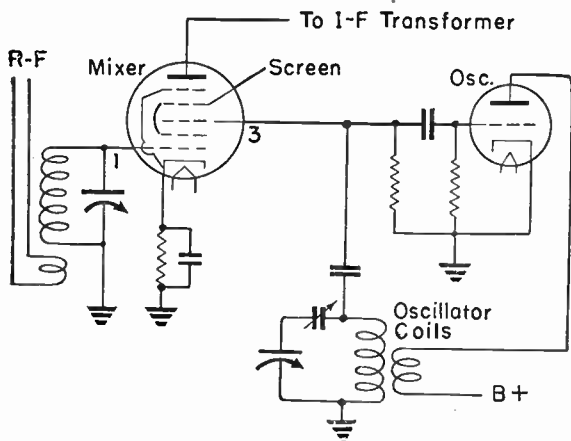 To I-F Transformer
R-F
Mixer
Screen
Osc.
1
3
Oscillator
Coils
B+